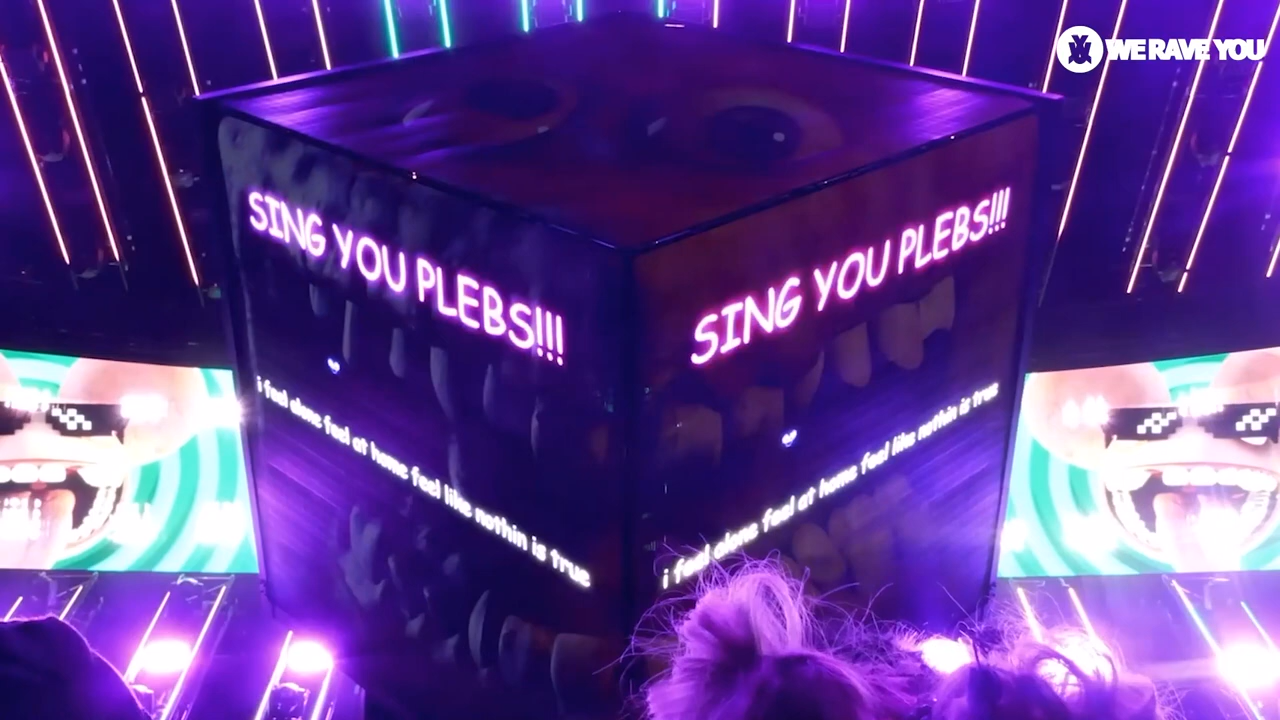 WE RAVE YOU
SING YOU PLEBS!!!
i feel alone feel at home feel like nothin is true
SING YOU PLEBS!!!
i feel alone feel at home feel like nothin is true